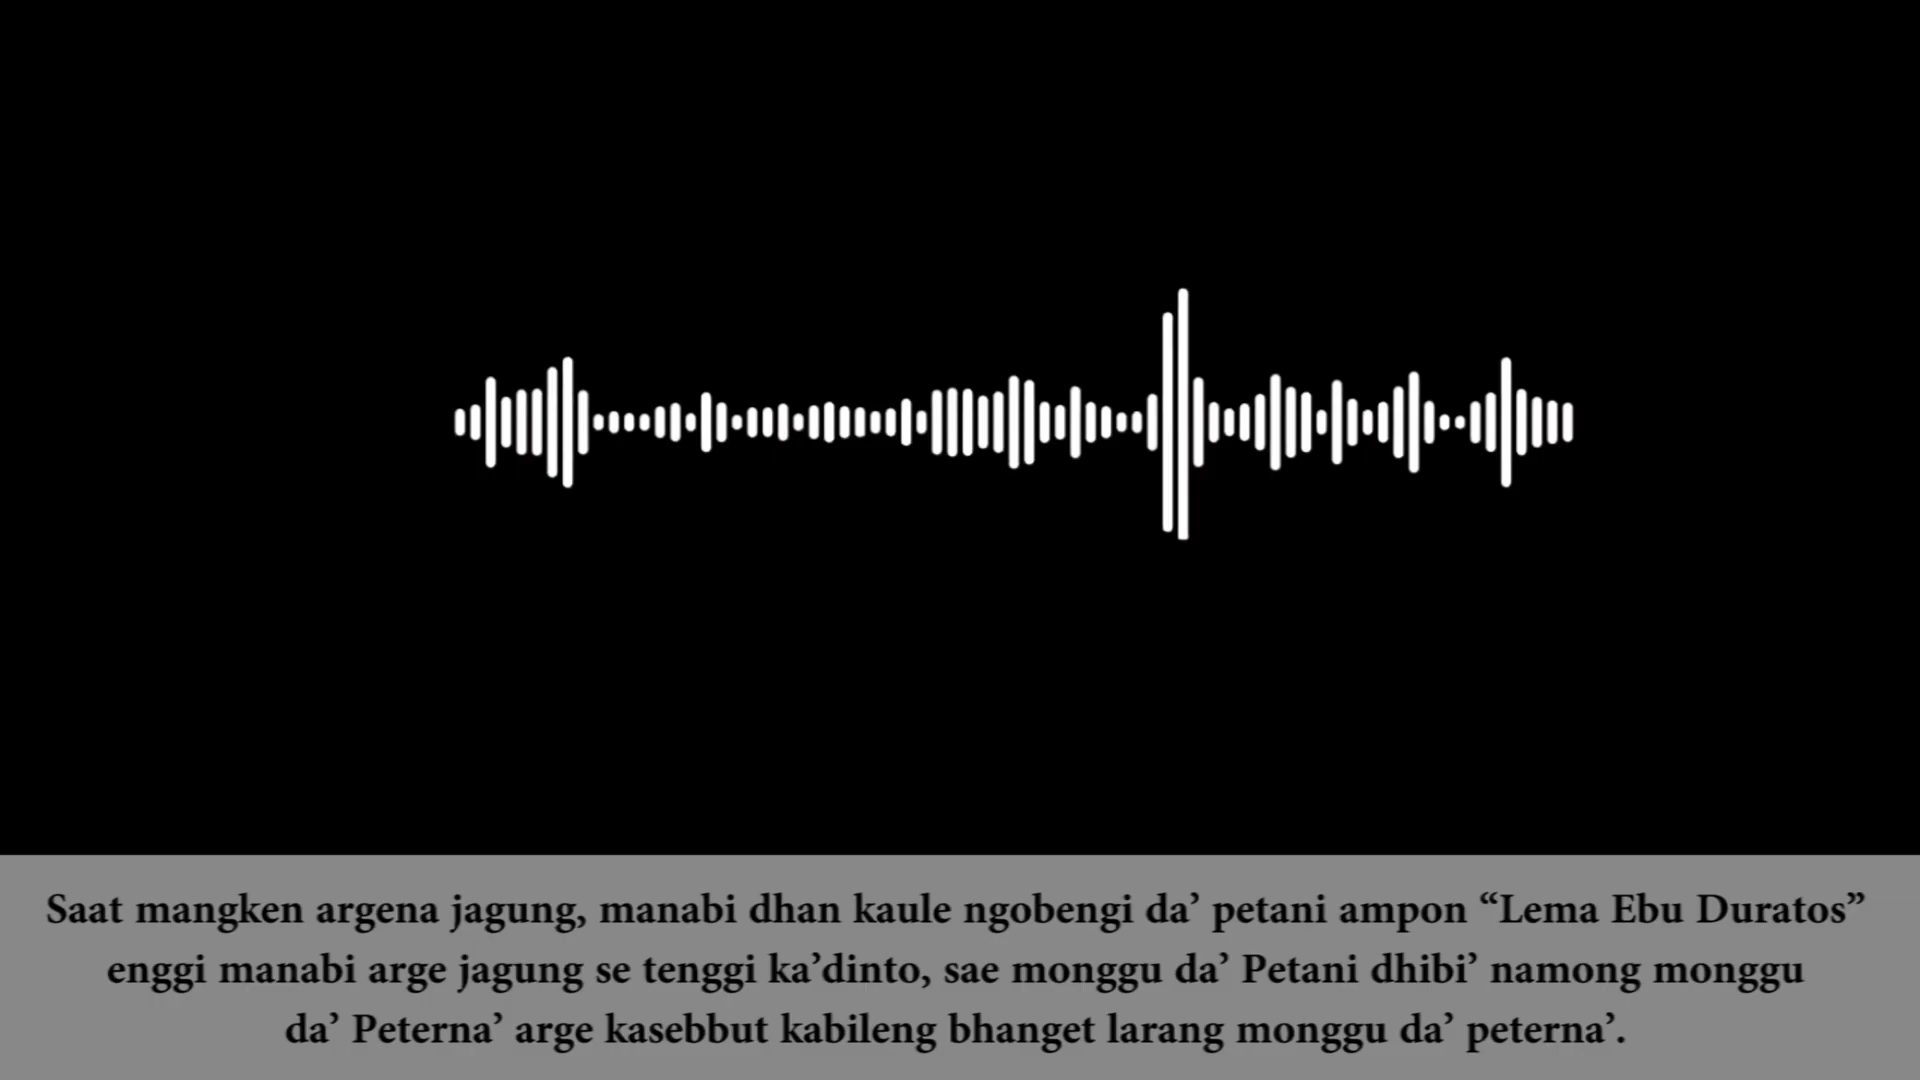 Saat mangken argena jagung, manabi dhan kaule ngobengi da’ petani ampon “Lema Ebu Duratos”
enggi manabi arge jagung se tenggi ka’dinto, sae monggu da’ Petani dhibi’ namong monggu
da’ Peterna’ arge kasebbut kabileng bhanget larang monggu da’ peterna’.